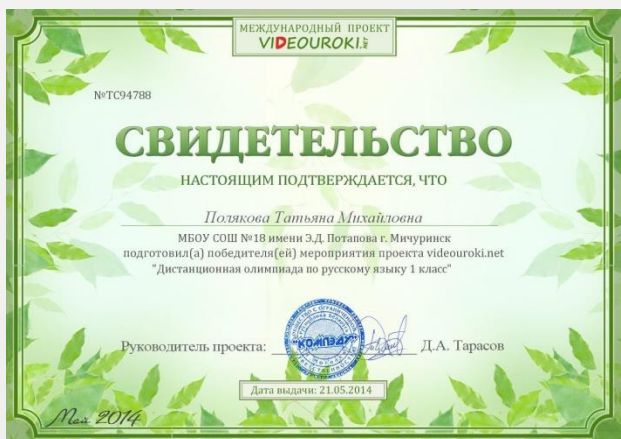 МЕЖДУНАРОДНЫЙ ПРОЕКТ
VIDEOUROKI.NET
№ТС94788
СВИДЕТЕЛЬСТВО
НАСТОЯЩИМ ПОДТВЕРЖДАЕТСЯ, ЧТО
Полякова Татьяна Михайловна
МБОУ СОШ №18 имени Э.Д. Потапова г. Мичуринск
подготовил(а) победителя(ей) мероприятия проекта videouroki.net
"Дистанционная олимпиада по русскому языку 1 класс"
"КОМПЭДУ"
Руководитель проекта: Д.А. Тарасов
Дата выдачи: 21.05.2014
Май 2014